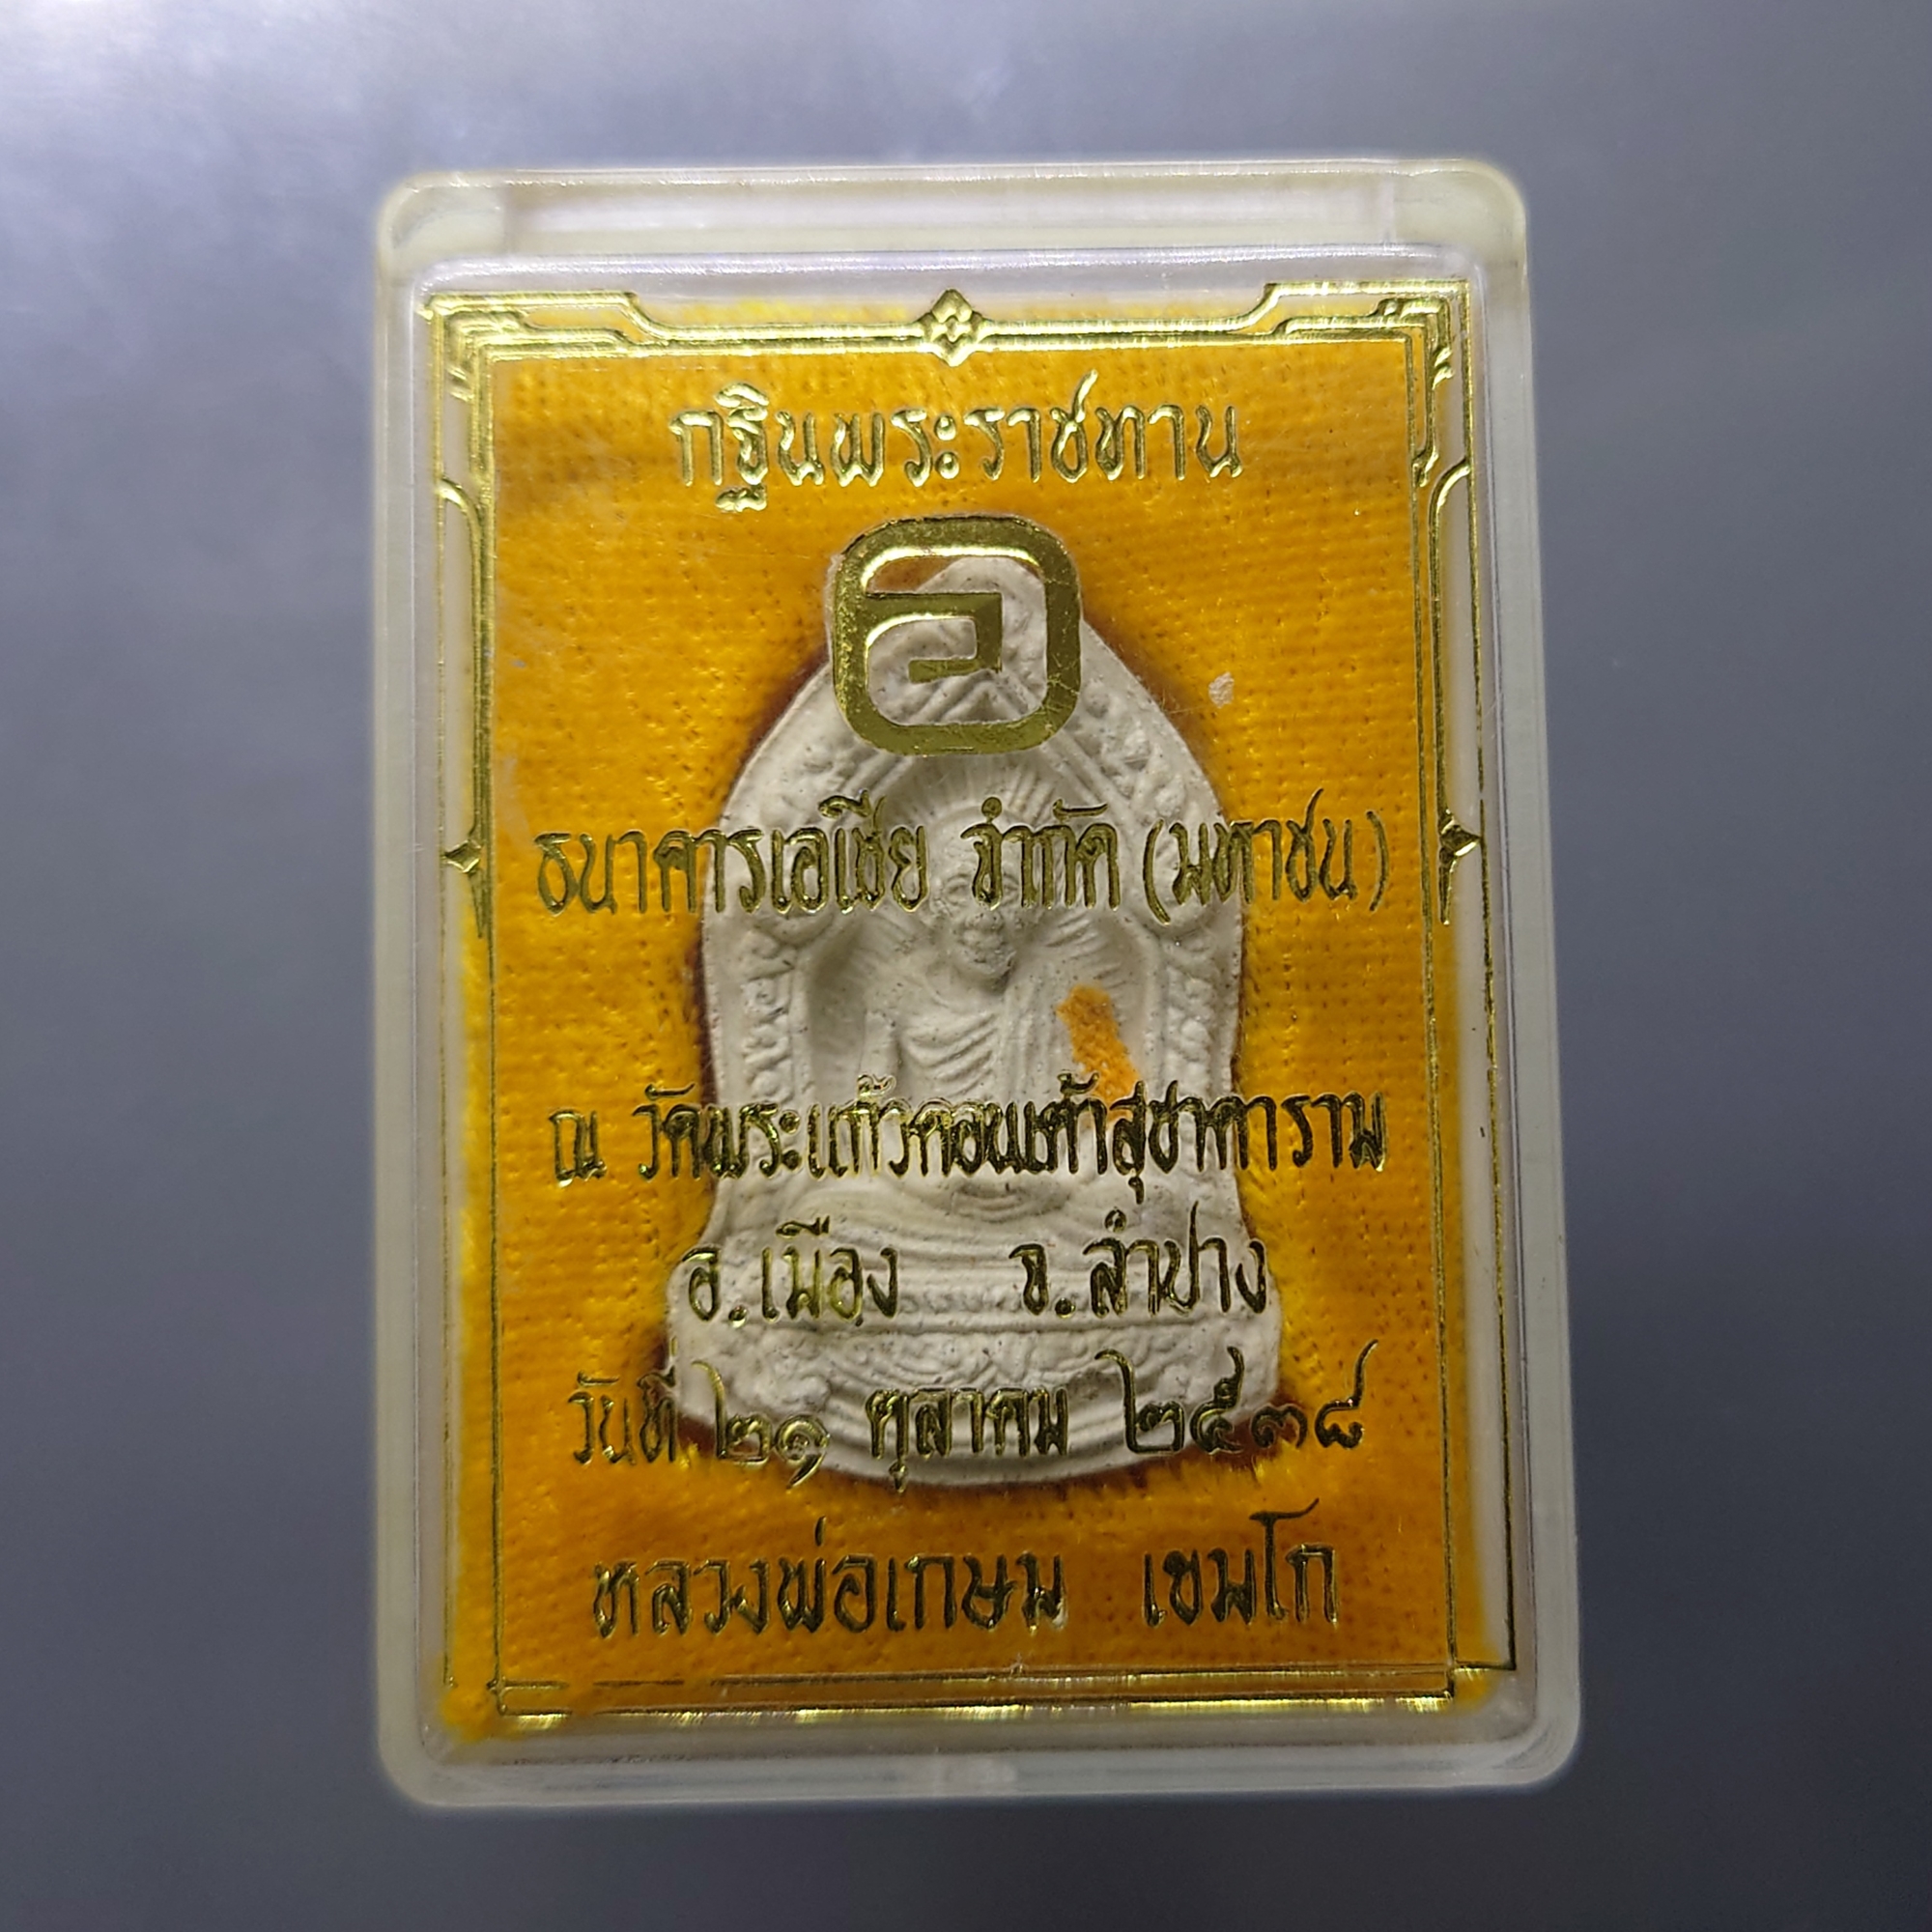 กฐินพระราชทาน
อ
ธนาคารเอเชีย จำกัด (มหาชน)
ณ วัดพระแก้วดอนเต้าสุชาดาราม
อ.เมือง จ.ลำปาง
วันที่ ๒๑ ตุลาคม ๒๕๓๘
หลวงพ่อเกษม เขมโก